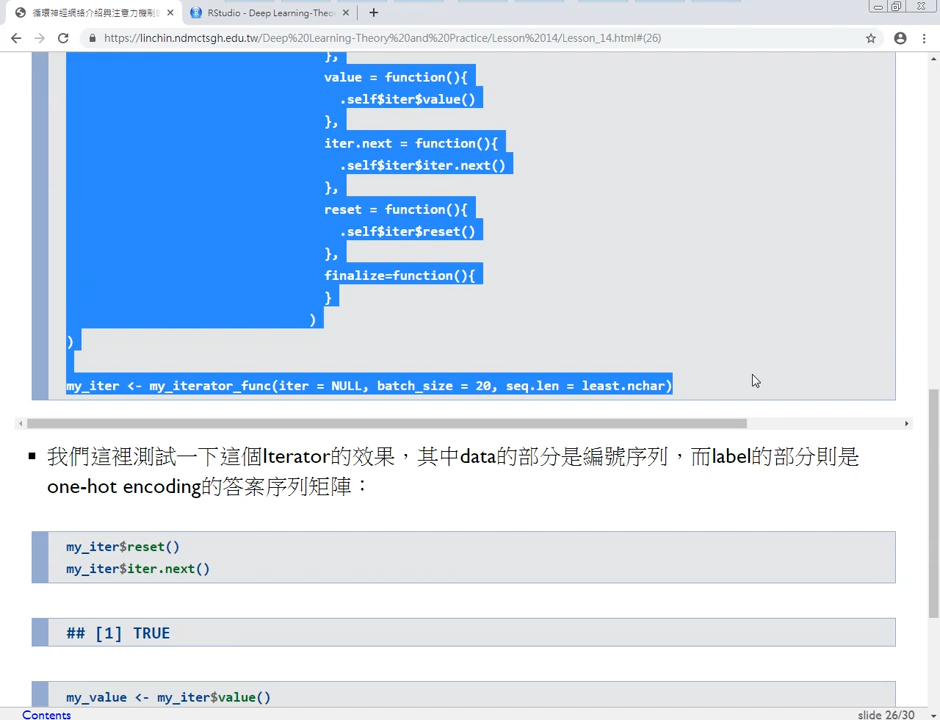 循環神經網絡介紹與注意力機制
RStudio - Deep Learning-Theo
https://linchin.ndmctsgh.edu.tw/Deep%20Learning-Theory%20and%20Practice/Lesson%2014/Lesson_14.html#(26)
},
value = function(){
.self$iter$value()
},
iter.next = function(){
.self$iter$iter.next()
},
reset = function(){
.self$iter$reset()
},
finalize=function(){
}
)
)
my_iter <- my_iterator_func(iter = NULL, batch_size = 20, seq.len = least.nchar)
▪ 我們這裡測試一下這個Iterator的效果，其中data的部分是編號序列，而label的部分則是
one-hot encoding的答案序列矩陣：
my_iter$reset()
my_iter$iter.next()
## [1] TRUE
my_value <- my_iter$value()
Contents
slide 26/30